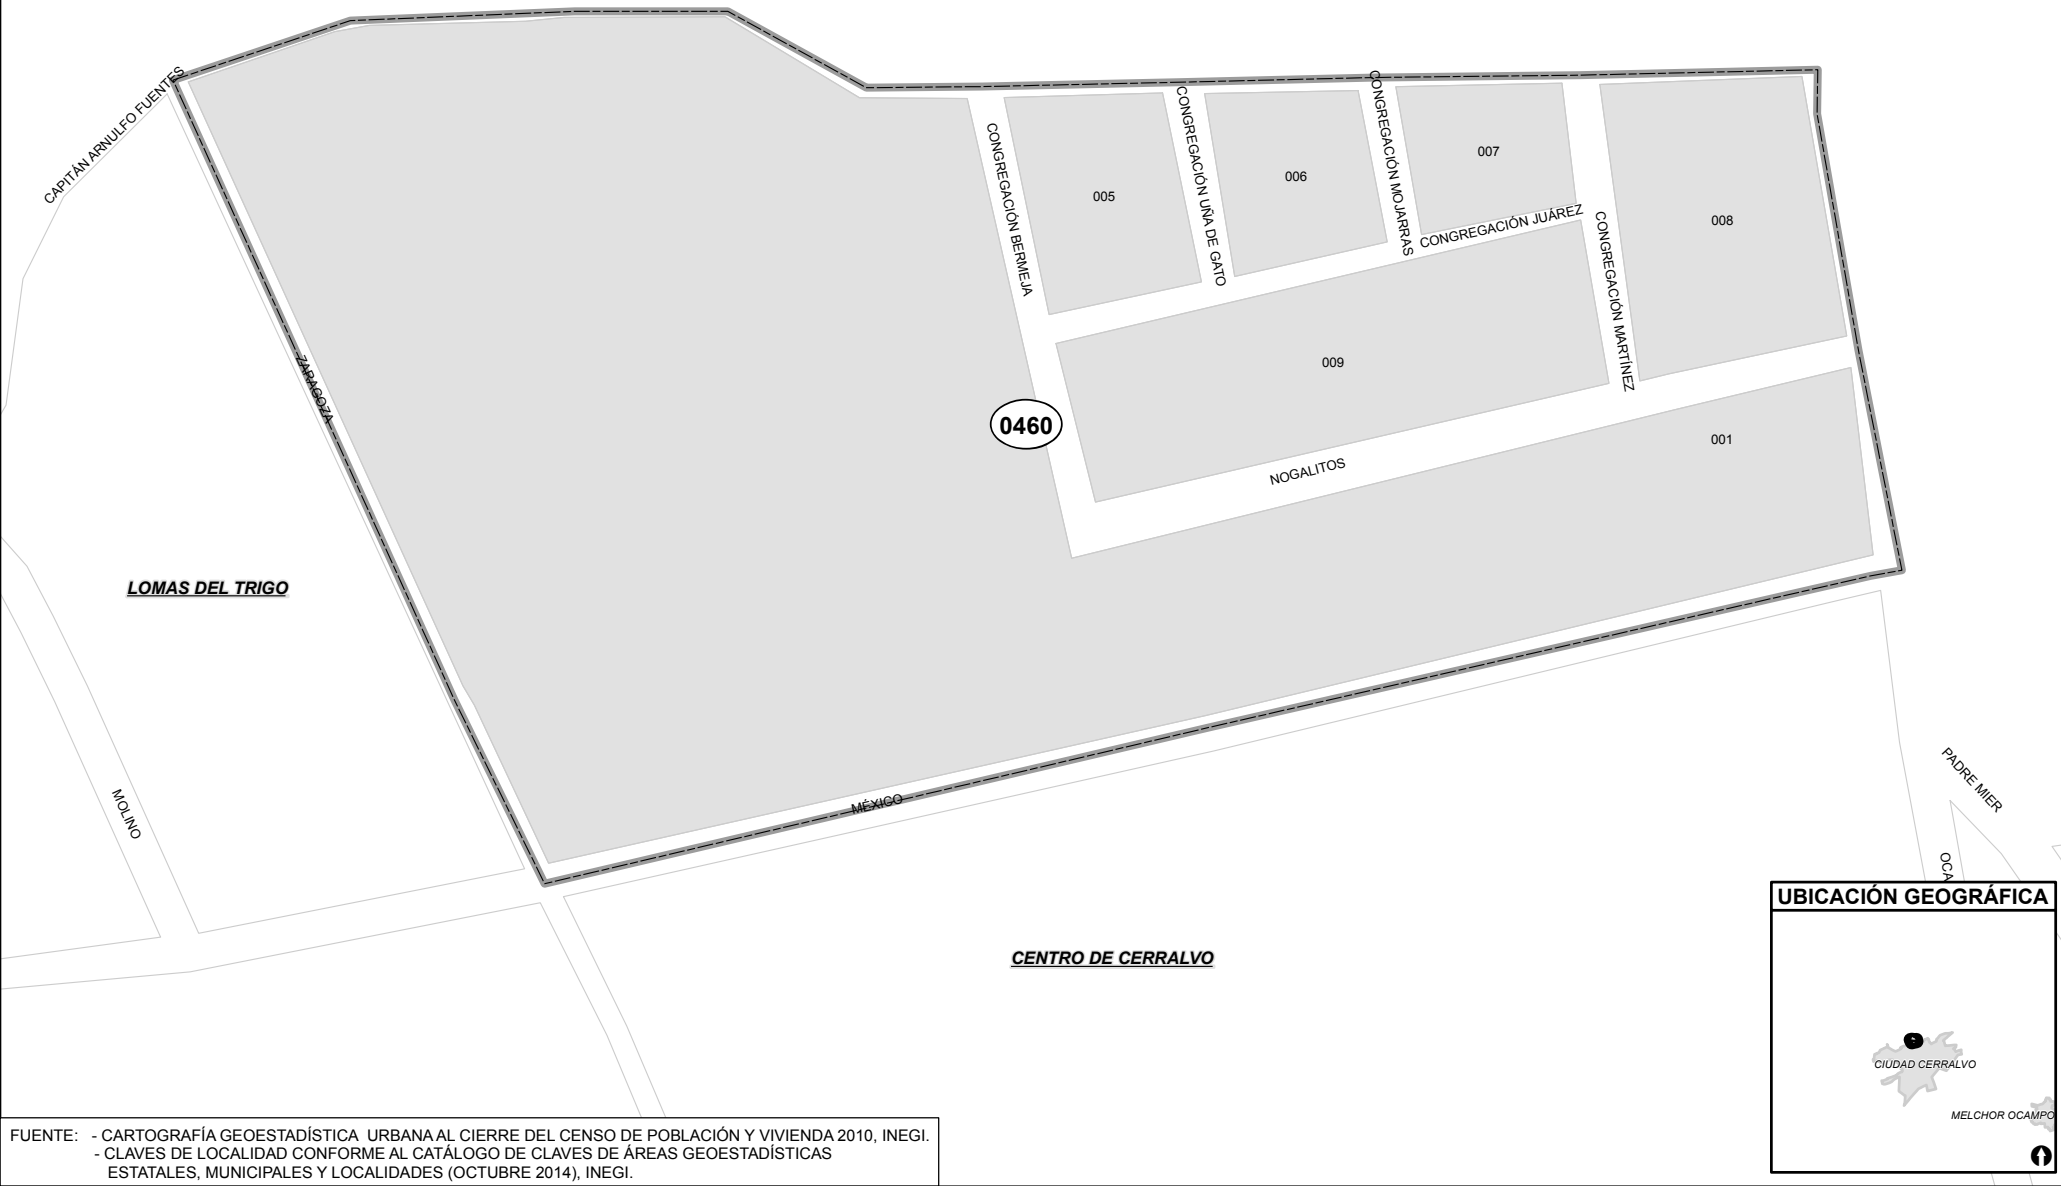 CAPITÁN ARNULFO FUENTES
CONGREGACIÓN BERMEJA
CONGREGACIÓN UÑA DE GATO
CONGREGACIÓN MOJARRAS
CONGREGACIÓN JUÁREZ
CONGREGACIÓN MARTÍNEZ
005
006
007
008
009
001
0460
NOGALITOS
ZARAGOZA
LOMAS DEL TRIGO
MOLINO
MÉXICO
PADRE MIER
OCA
CENTRO DE CERRALVO
UBICACIÓN GEOGRÁFICA
CIUDAD CERRALVO
MELCHOR OCAMPO
FUENTE: - CARTOGRAFÍA GEOESTADÍSTICA URBANA AL CIERRE DEL CENSO DE POBLACIÓN Y VIVIENDA 2010, INEGI.
- CLAVES DE LOCALIDAD CONFORME AL CATÁLOGO DE CLAVES DE ÁREAS GEOESTADÍSTICAS
ESTATALES, MUNICIPALES Y LOCALIDADES (OCTUBRE 2014), INEGI.